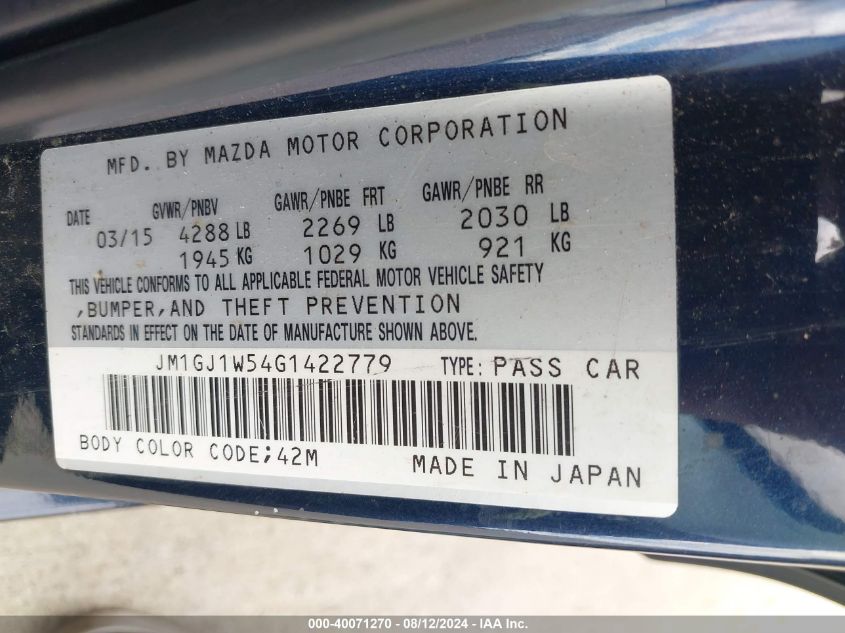 MFD. BY MAZDA MOTOR CORPORATION
DATE GVWR/PNBV GAWR/PNBE FRT GAWR/PNBE RR
03/15 4288 LB 2269 LB 2030 LB
1945 KG 1029 KG 921 KG
THIS VEHICLE CONFORMS TO ALL APPLICABLE FEDERAL MOTOR VEHICLE SAFETY
,BUMPER,AND THEFT PREVENTION
STANDARDS IN EFFECT ON THE DATE OF MANUFACTURE SHOWN ABOVE.
JM1GJ1W54G1422779 TYPE: PASS CAR
BODY COLOR CODE;42M MADE IN JAPAN
000-40071270 - 08/12/2024 - IAA Inc.